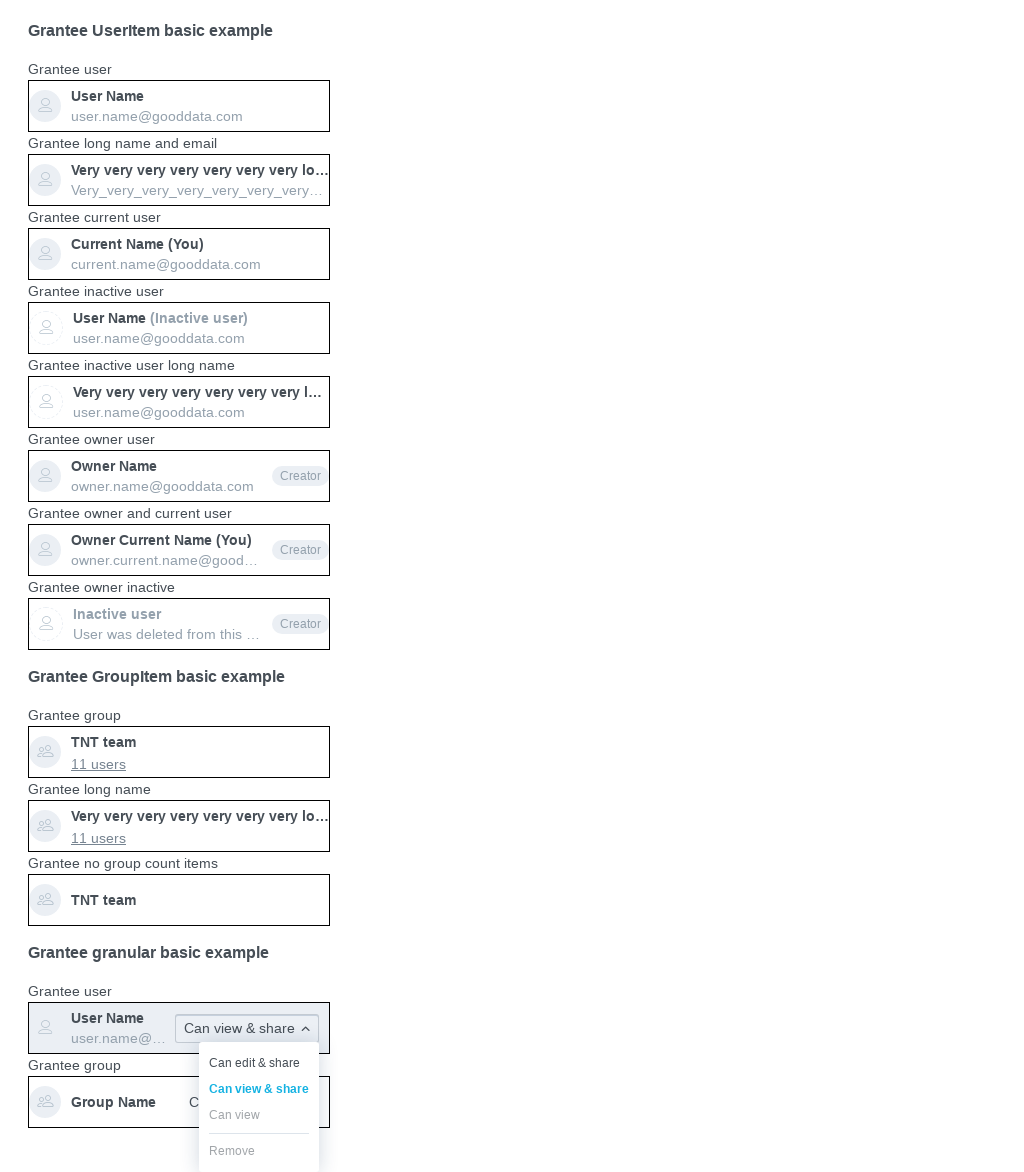 Grantee UserItem basic example
Grantee user
User Name
user.name@gooddata.com
Grantee long name and email
Very very very very very very very lo…
Very_very_very_very_very_very_very…
Grantee current user
Current Name (You)
current.name@gooddata.com
Grantee inactive user
User Name (Inactive user)
user.name@gooddata.com
Grantee inactive user long name
Very very very very very very very l…
user.name@gooddata.com
Grantee owner user
Owner Name
owner.name@gooddata.com
Creator
Grantee owner and current user
Owner Current Name (You)
owner.current.name@good…
Creator
Grantee owner inactive
Inactive user
User was deleted from this …
Creator
Grantee GroupItem basic example
Grantee group
TNT team
11 users
Grantee long name
Very very very very very very very lo…
11 users
Grantee no group count items
TNT team
Grantee granular basic example
Grantee user
User Name
user.name@…
Can view & share
Grantee group
Group Name
C
Can edit & share
Can view & share
Can view
Remove